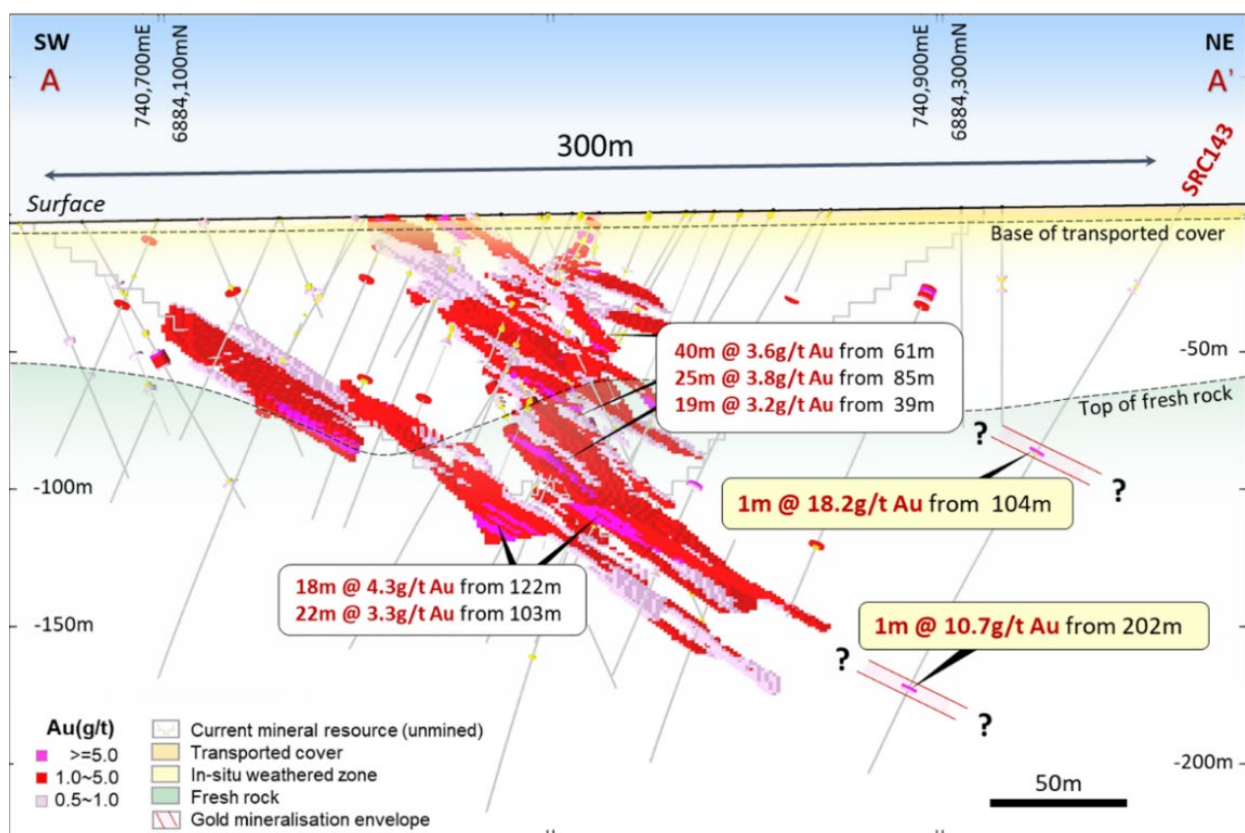 SW
A
740,700mE
6884,100mN
740,900mE
6884,300mN
NE
A'
SRC143
300m
Surface
Base of transported cover
-50m
40m @ 3.6g/t Au from 61m
25m @ 3.8g/t Au from 85m
19m @ 3.2g/t Au from 39m
Top of fresh rock
?
?
-100m
1m @ 18.2g/t Au from 104m
18m @ 4.3g/t Au from 122m
22m @ 3.3g/t Au from 103m
-150m
1m @ 10.7g/t Au from 202m
?
?
Au(g/t)
>=5.0
1.0~5.0
0.5~1.0
Current mineral resource (unmined)
Transported cover
In-situ weathered zone
Fresh rock
Gold mineralisation envelope
-200m
50m